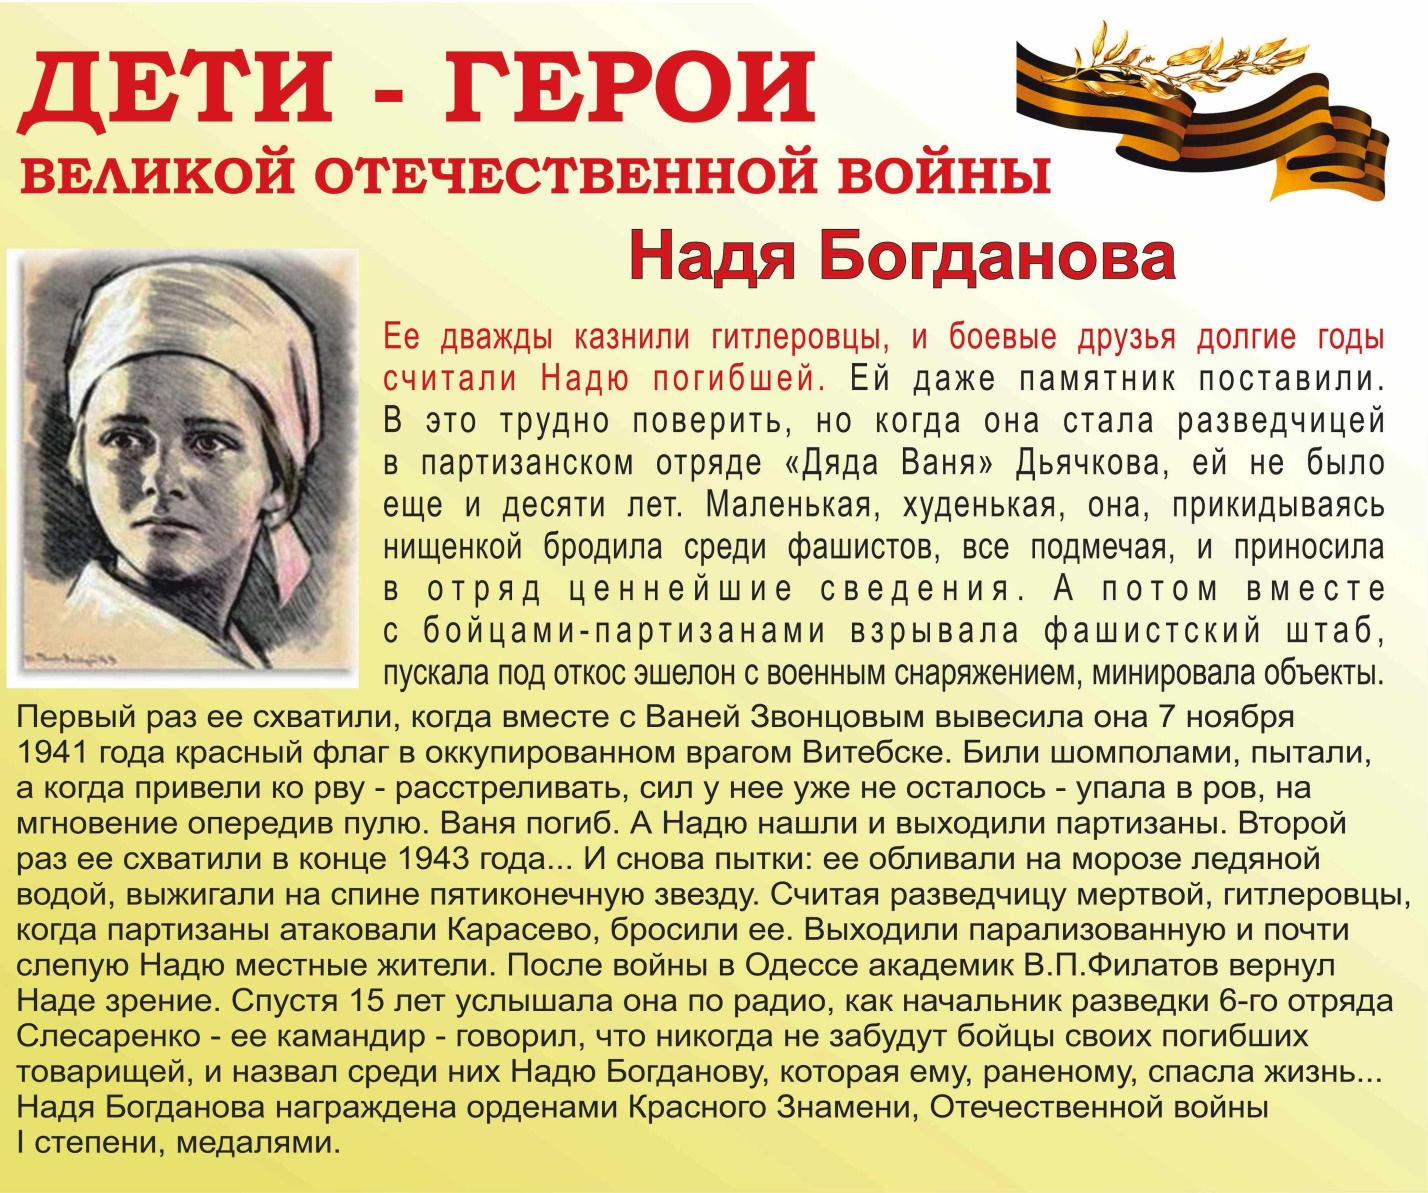 ДЕТИ - ГЕРОИ
ВЕЛИКОЙ ОТЕЧЕСТВЕННОЙ ВОЙНЫ
Надя Богданова
Ее дважды казнили гитлеровцы, и боевые друзья долгие годы
считали Надю погибшей. Ей даже памятник поставили.
В это трудно поверить, но когда она стала разведчицей
в партизанском отряде «Дяда Ваня» Дьячкова, ей не было
еще и десяти лет. Маленькая, худенькая, она, прикидываясь
нищенкой бродила среди фашистов, все подмечая, и приносила
в отряд ценнейшие сведения. А потом вместе
с бойцами-партизанами взрывала фашистский штаб,
пускала под откос эшелон с военным снаряжением, минировала объекты.
Первый раз ее схватили, когда вместе с Ваней Звонцовым вывесила она 7 ноября
1941 года красный флаг в оккупированном врагом Витебске. Били шомполами, пытали,
а когда привели ко рву - расстреливать, сил у нее уже не осталось - упала в ров, на
мгновение опередив пулю. Ваня погиб. А Надю нашли и выходили партизаны. Второй
раз ее схватили в конце 1943 года... И снова пытки: ее обливали на морозе ледяной
водой, выжигали на спине пятиконечную звезду. Считая разведчицу мертвой, гитлеровцы,
когда партизаны атаковали Карасево, бросили ее. Выходили парализованную и почти
слепую Надю местные жители. После войны в Одессе академик В.П.Филатов вернул
Наде зрение. Спустя 15 лет услышала она по радио, как начальник разведки 6-го отряда
Слесаренко - ее камандир - говорил, что никогда не забудут бойцы своих погибших
товарищей, и назвал среди них Надю Богданову, которая ему, раненому, спасла жизнь...
Надя Богданова награждена орденами Красного Знамени, Отечественной войны
I степени, медалями.